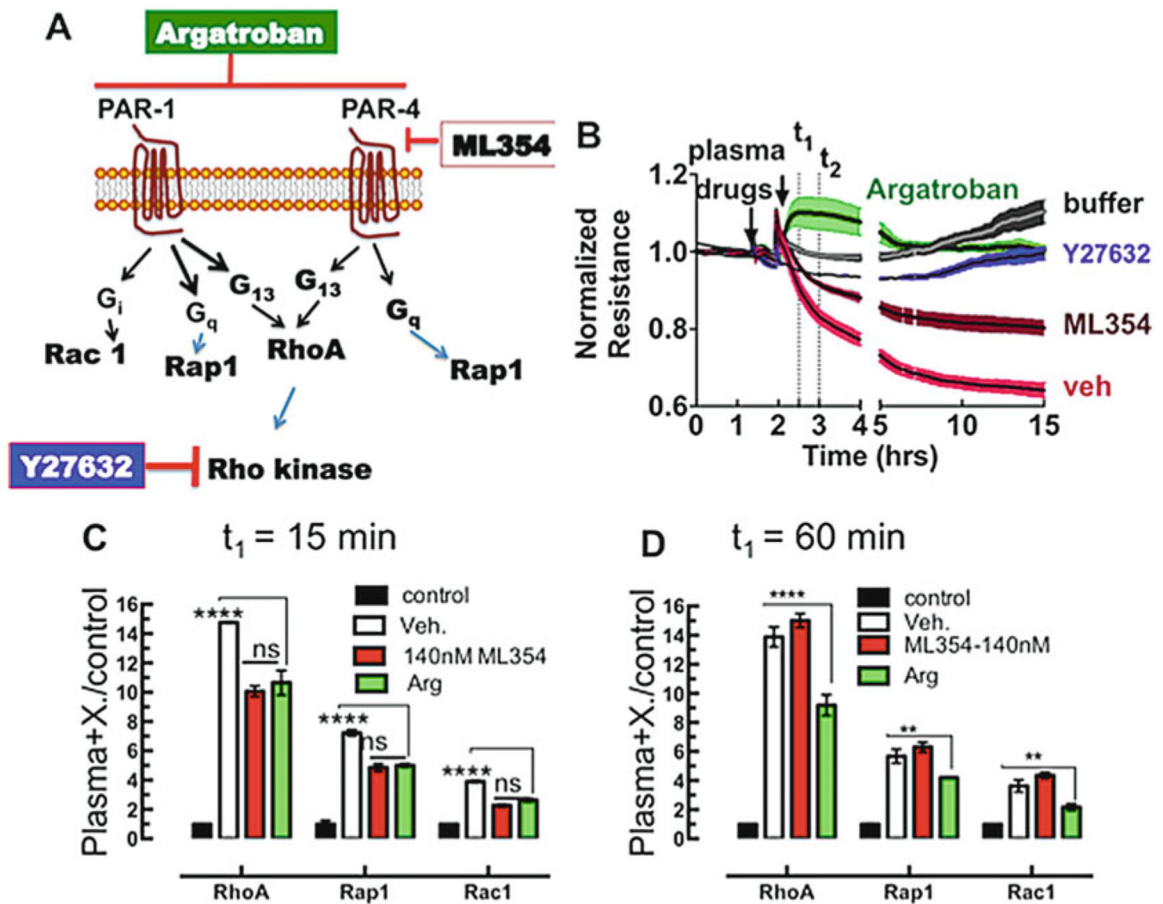 A
Argatroban
PAR-1
PAR-4
ML354
Gi
Gq
G13
G13
Gq
Rac 1
Rap1
RhoA
Rap1
Y27632
Rho kinase
B
plasma
drugs
t1
t2
Argatroban
buffer
Y27632
ML354
veh
Normalized
Resistance
1.2
1.0
0.8
0.6
0 1 2 3 4 5 10 15
Time (hrs)
C
t1 = 15 min
Plasma+X./control
16
14
12
10
8
6
4
2
0
control
Veh.
140nM ML354
Arg
****
ns
****
ns
****
ns
RhoA Rap1 Rac1
D
t1 = 60 min
Plasma+X./control
16
14
12
10
8
6
4
2
0
control
Veh.
ML354-140nM
Arg
****
**
**
RhoA Rap1 Rac1